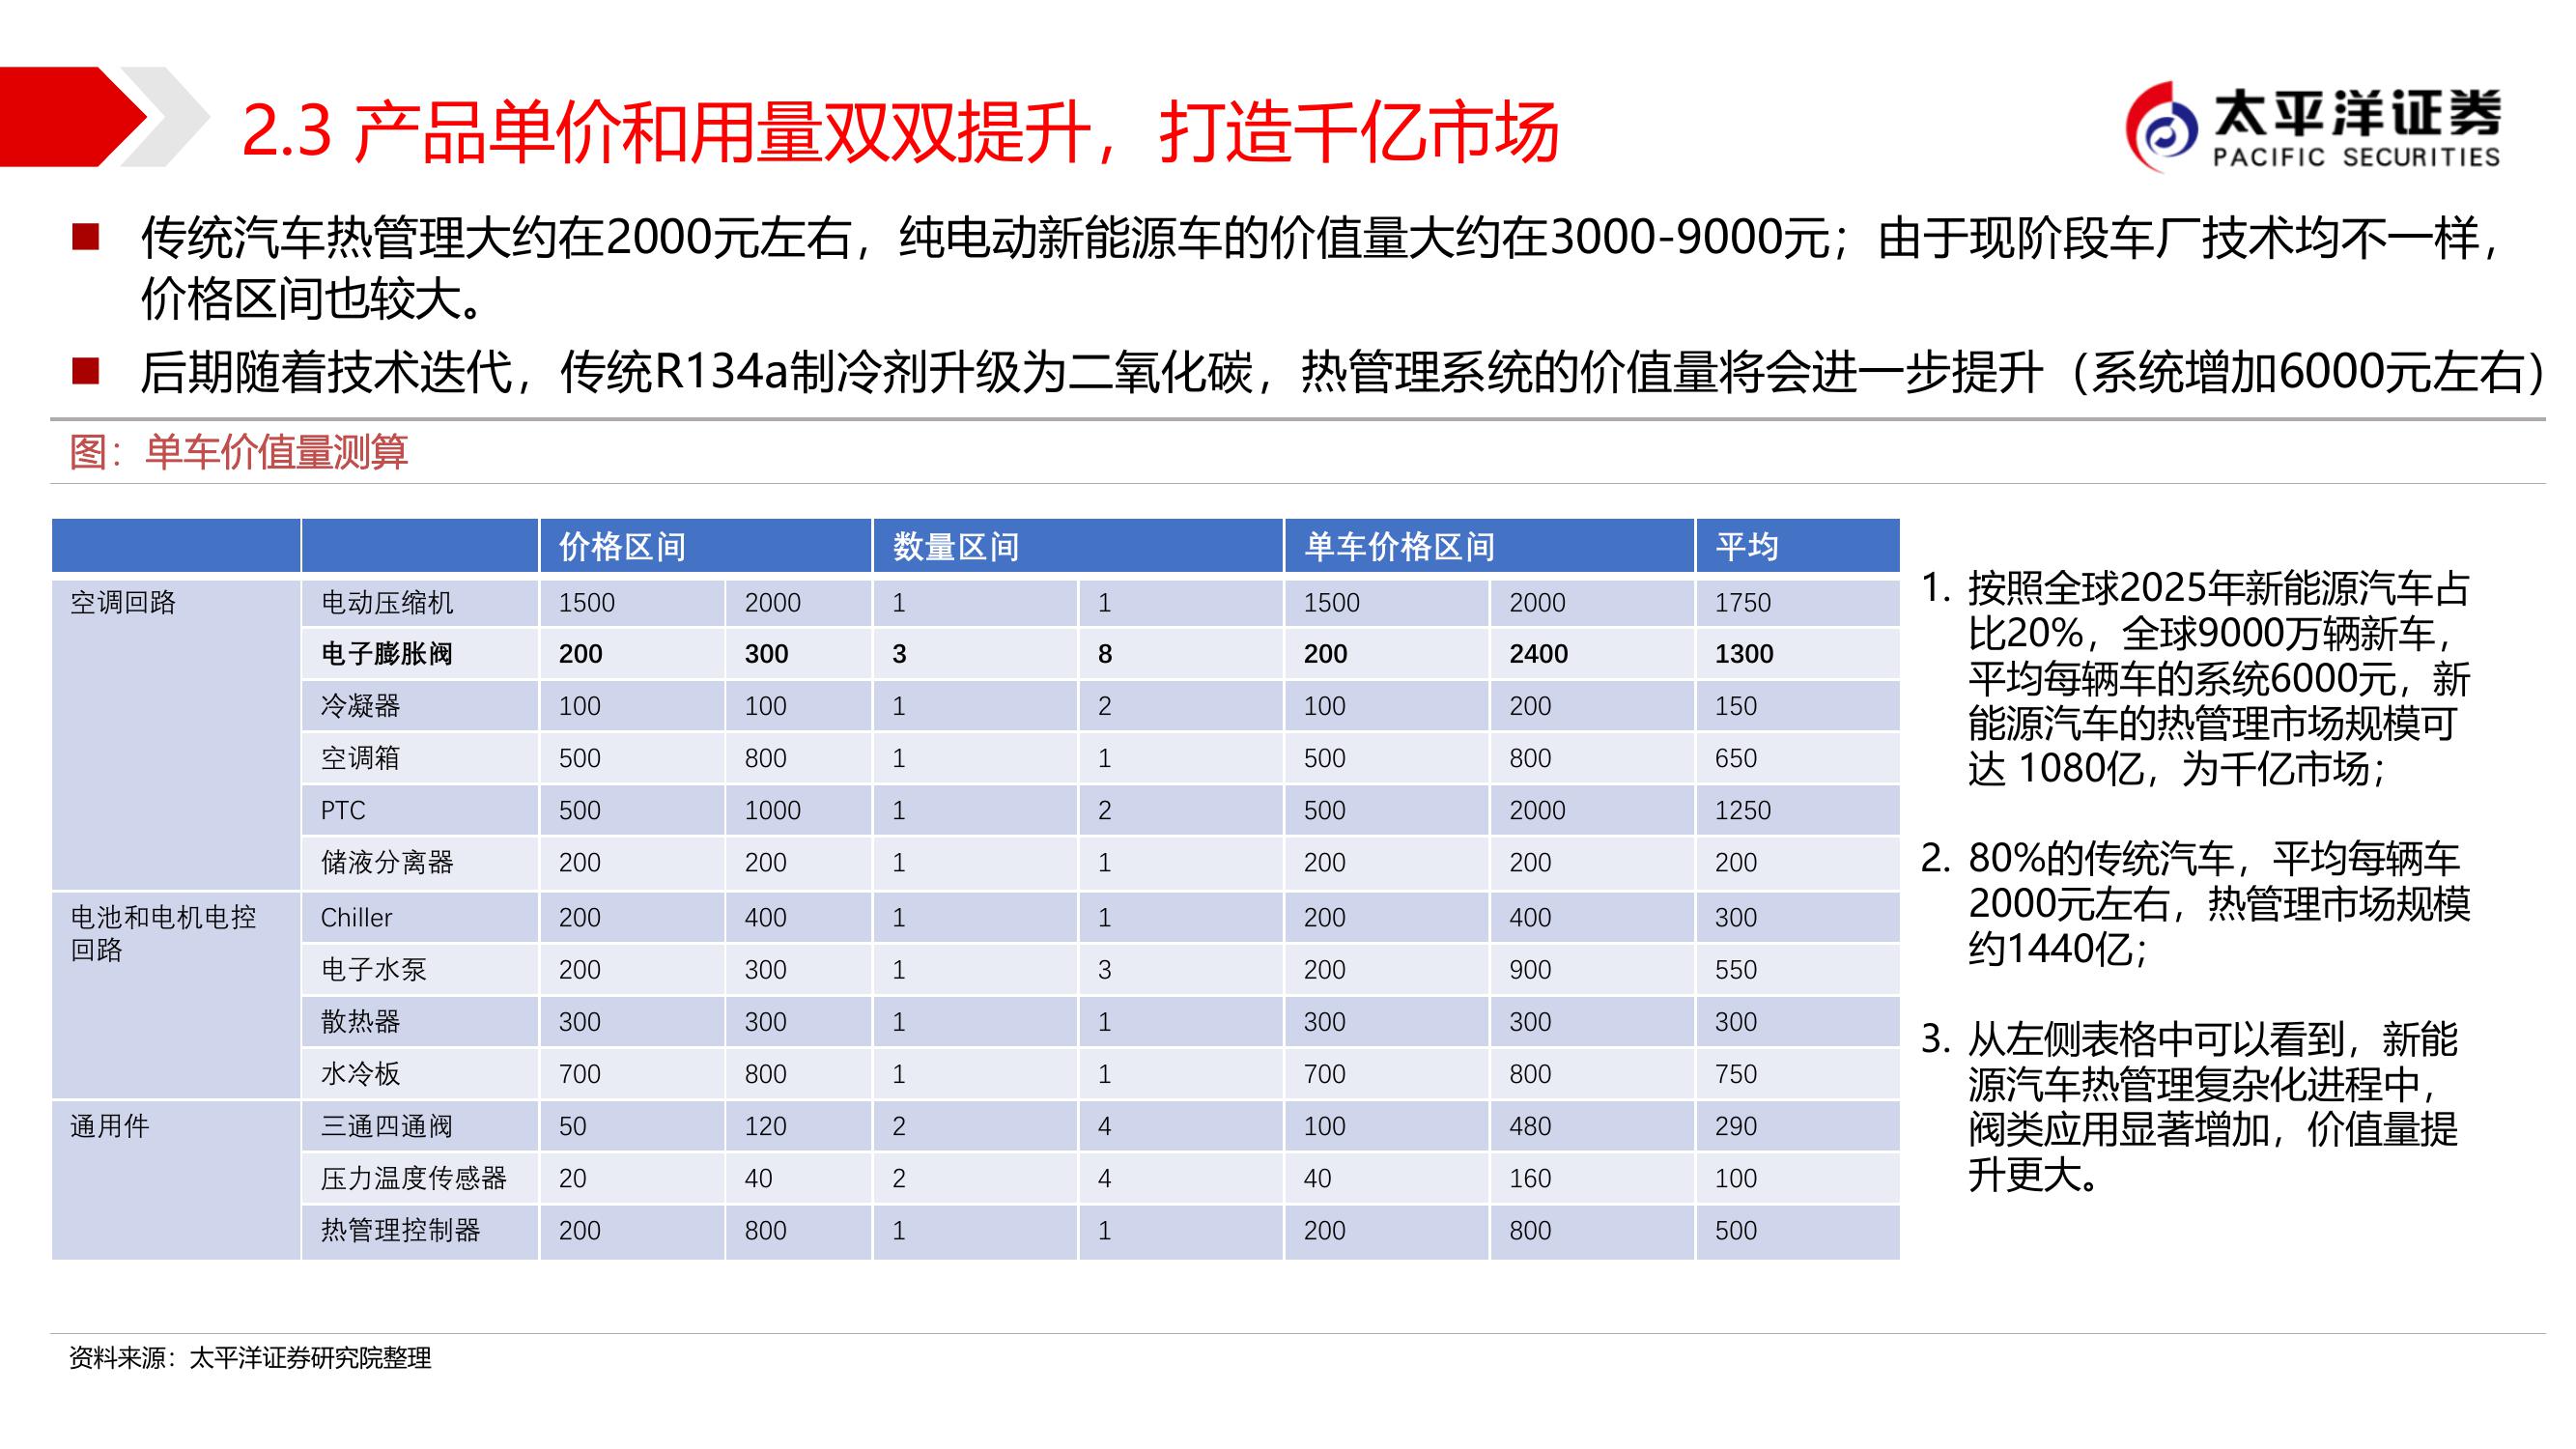 2.3 产品单价和用量双双提升，打造千亿市场
太平洋证券
PACIFIC SECURITIES
■ 传统汽车热管理大约在2000元左右，纯电动新能源车的价值量大约在3000-9000元；由于现阶段车厂技术均不一样，
价格区间也较大。
■ 后期随着技术迭代，传统R134a制冷剂升级为二氧化碳，热管理系统的价值量将会进一步提升（系统增加6000元左右）
图：单车价值量测算
价格区间 数量区间 单车价格区间 平均
空调回路 电动压缩机 1500 2000 1 1 1500 2000 1750
电子膨胀阀 200 300 3 8 200 2400 1300
冷凝器 100 100 1 2 100 200 150
空调箱 500 800 1 1 500 800 650
PTC 500 1000 1 2 500 2000 1250
储液分离器 200 200 1 1 200 200 200
电池和电机电控
回路
Chiller 200 400 1 1 200 400 300
电子水泵 200 300 1 3 200 900 550
散热器 300 300 1 1 300 300 300
水冷板 700 800 1 1 700 800 750
通用件 三通四通阀 50 120 2 4 100 480 290
压力温度传感器 20 40 2 4 40 160 100
热管理控制器 200 800 1 1 200 800 500
1. 按照全球2025年新能源汽车占
比20%，全球9000万辆新车，
平均每辆车的系统6000元，新
能源汽车的热管理市场规模可
达 1080亿，为千亿市场；
2. 80%的传统汽车，平均每辆车
2000元左右，热管理市场规模
约1440亿；
3. 从左侧表格中可以看到，新能
源汽车热管理复杂化进程中，
阀类应用显著增加，价值量提
升更大。
资料来源：太平洋证券研究院整理